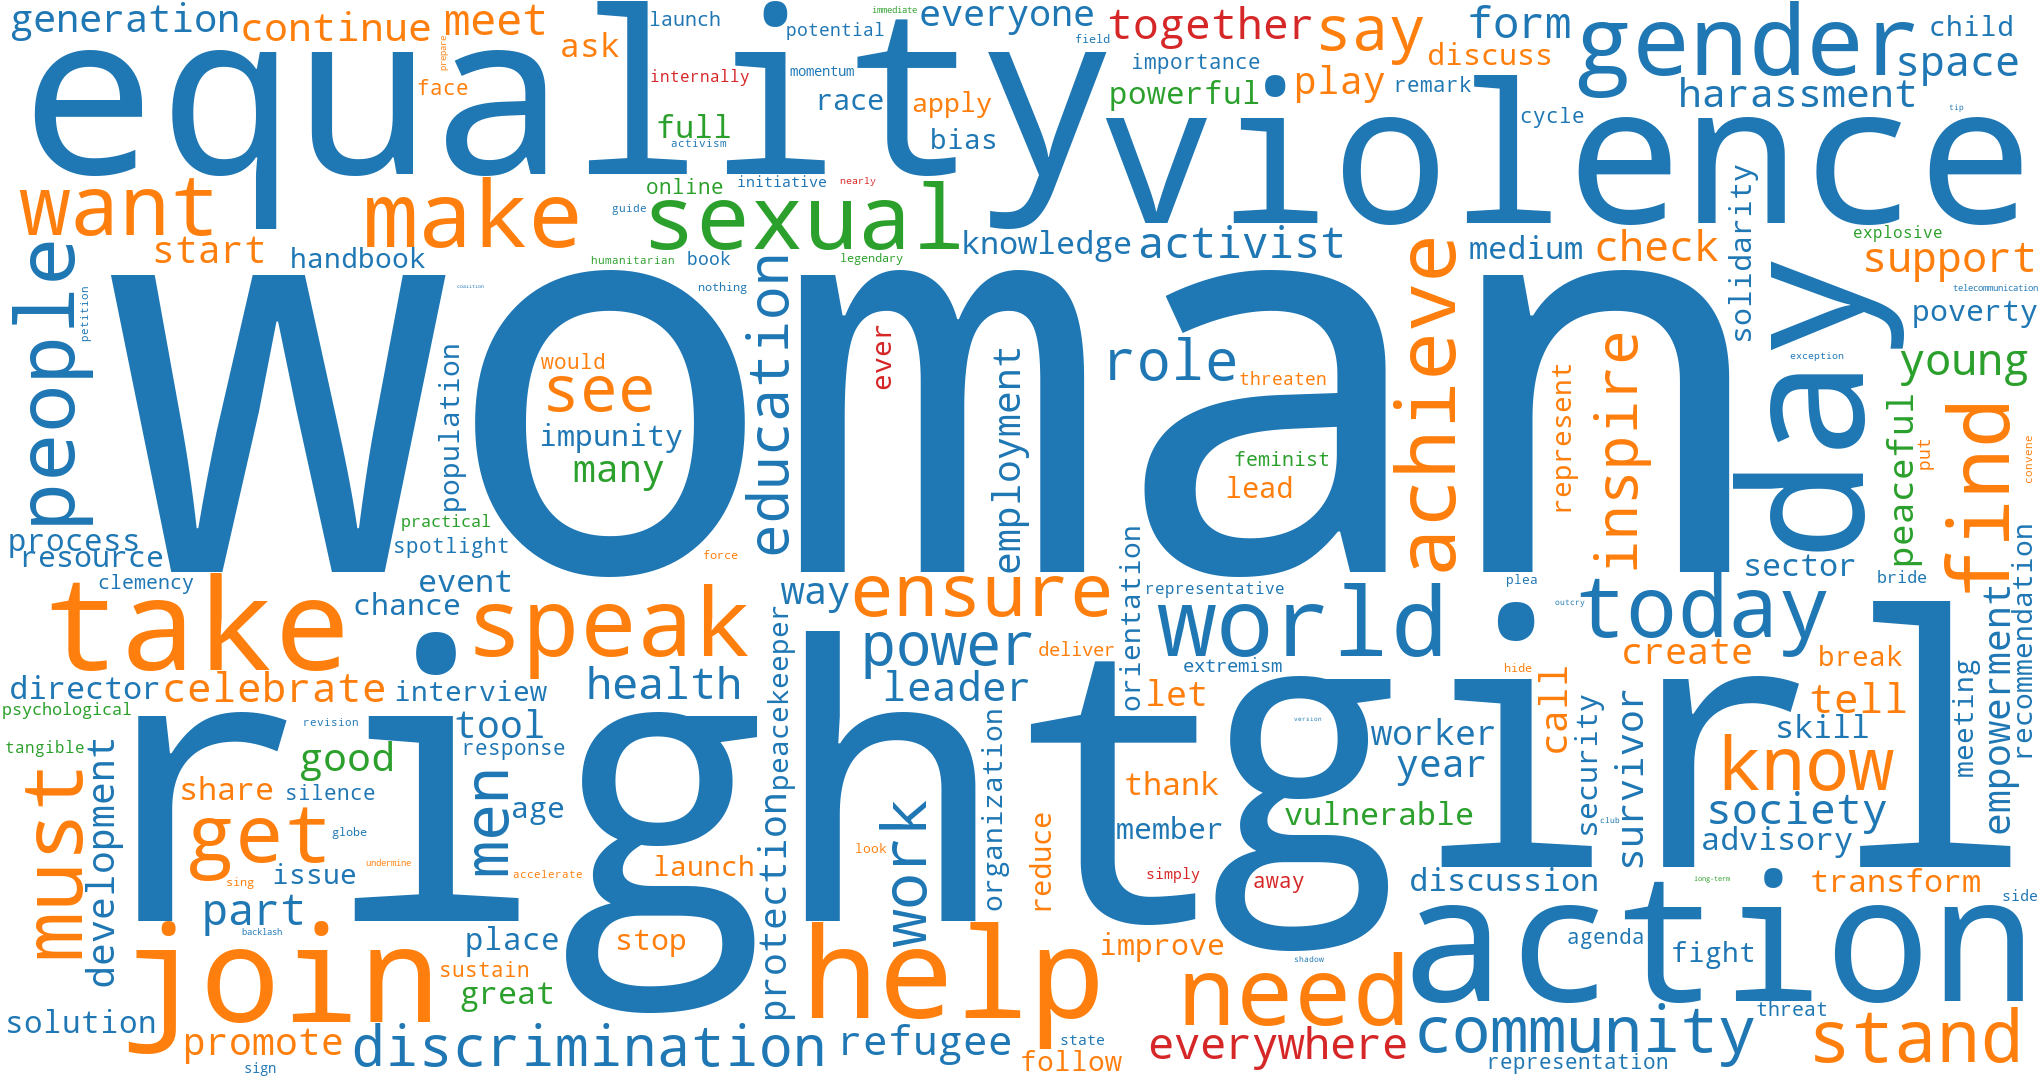 generation
continue
meet
ask
launch
potential
immediate
everyone
together
say
form
gender
child
space
equality
prepare
face
internally
momentum
race
apply
field
importance
powerful
play
discuss
remark
harassment
tip
full
activism
bias
violence
cycle
want
make
online
sexual
initiative
nearly
guide
start
handbook
humanitarian
book
legendary
nothing
knowledge
activist
medium
check
solidarity
day
explosive
support
telecommunication
poverty
people
petition
coalition
woman
population
would
see
impunity
many
education
ever
employment
role
threaten
feminist
lead
achieve
represent
inspire
exception
young
peaceful
put
find
convene
process
resource
clemency
practical
spotlight
event
chance
force
way
ensure
orientation
representative
world
plea
outcry
today
sector
bride
empowerment
recommendation
take
speak
power
deliver
extremism
hide
create
break
director
celebrate
interview
health
peacekeeper
leader
let
call
tell
psychological
tangible
revision
tool
response
right
girl
version
worker
year
security
survivor
skill
know
meeting
must
development
good
share
silence
get
globe
issue
undermine
sing
part
backlash
men
age
accelerate
launch
protection
look
work
organization
reduce
thank
member
simply
away
vulnerable
club
society
advisory
discussion
long-term
transform
side
join
place
stop
sustain
great
help
improve
shadow
need
action
agenda
fight
threat
solution
promote
sign
discrimination
refugee
state
follow
everywhere
community
representation
stand